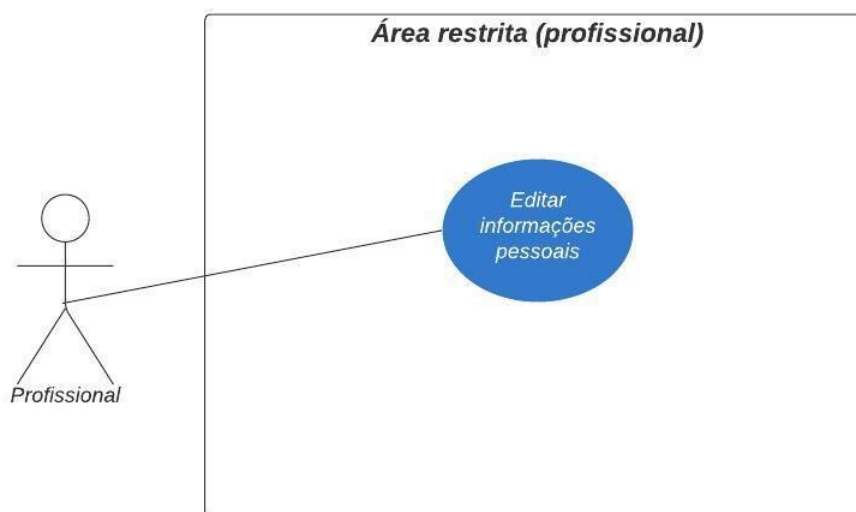 Área restrita (profissional)
Editar
informações
pessoais
Profissional